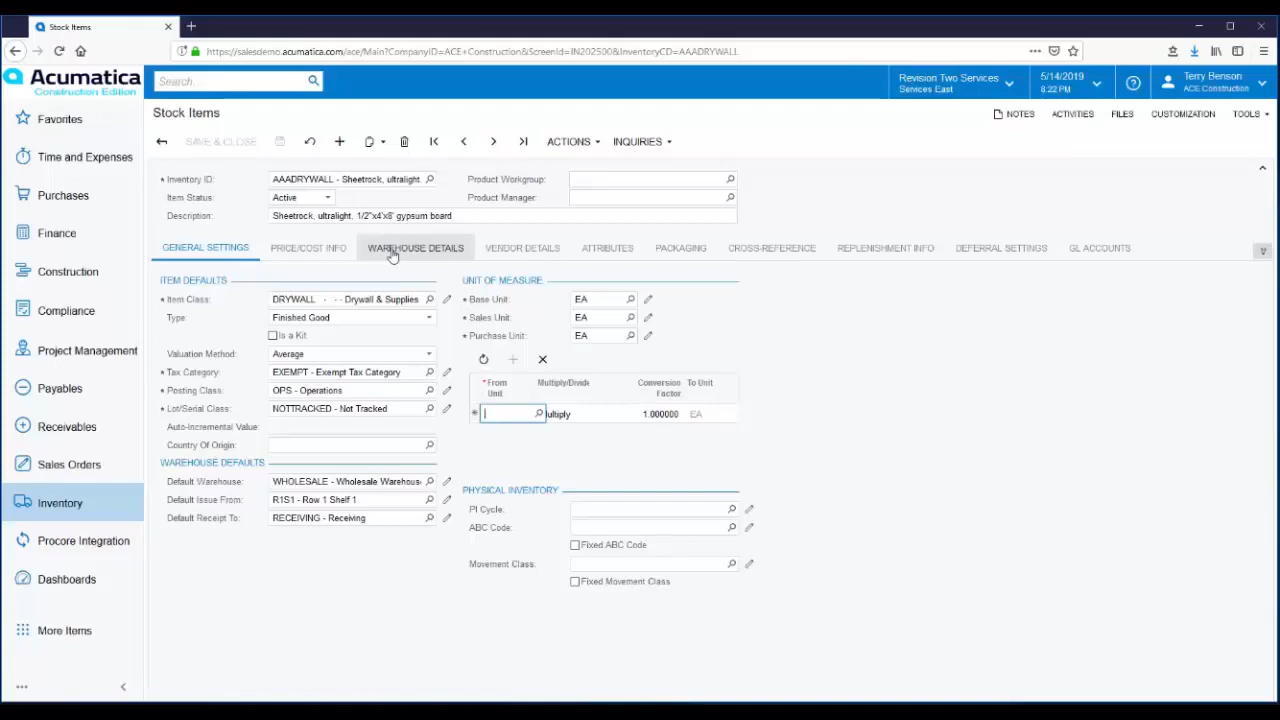 Stock Items
https://salesdemo.acumatica.com/ace/Main?CompanyID=ACE+Construction&ScreenId=IN202500&InventoryCD=AAADRYWALL
Acumatica
Construction Edition
Search...
Revision Two Services
Services East
5/14/2019
8:22 PM
Terry Benson
ACE Construction
Favorites
Time and Expenses
Purchases
Finance
Construction
Compliance
Project Management
Payables
Receivables
Sales Orders
Inventory
Procore Integration
Dashboards
More Items
Stock Items
NOTES ACTIVITIES FILES CUSTOMIZATION TOOLS
SAVE & CLOSE ACTIONS INQUIRIES
* Inventory ID: AAADRYWALL - Sheetrock, ultralight, Product Workgroup:
Item Status: Active Product Manager:
Description: Sheetrock, ultralight, 1/2"x4'x8' gypsum board
GENERAL SETTINGS PRICE/COST INFO WAREHOUSE DETAILS VENDOR DETAILS ATTRIBUTES PACKAGING CROSS-REFERENCE REPLENISHMENT INFO DEFERRAL SETTINGS GL ACCOUNTS
ITEM DEFAULTS
* Item Class: DRYWALL - - - Drywall & Supplies
Type: Finished Good
Is a Kit
Valuation Method: Average
* Tax Category: EXEMPT - Exempt Tax Category
* Posting Class: OPS - Operations
* Lot/Serial Class: NOTTRACKED - Not Tracked
Auto-Incremental Value:
Country Of Origin:
WAREHOUSE DEFAULTS
Default Warehouse: WHOLESALE - Wholesale Warehous
Default Issue From: R1S1 - Row 1 Shelf 1
Default Receipt To: RECEIVING - Receiving
UNIT OF MEASURE
* Base Unit: EA
* Sales Unit: EA
* Purchase Unit: EA
* From Unit Multiply/Divide Conversion Factor To Unit
ultiply 1.000000 EA
PHYSICAL INVENTORY
PI Cycle:
ABC Code:
Fixed ABC Code
Movement Class:
Fixed Movement Class